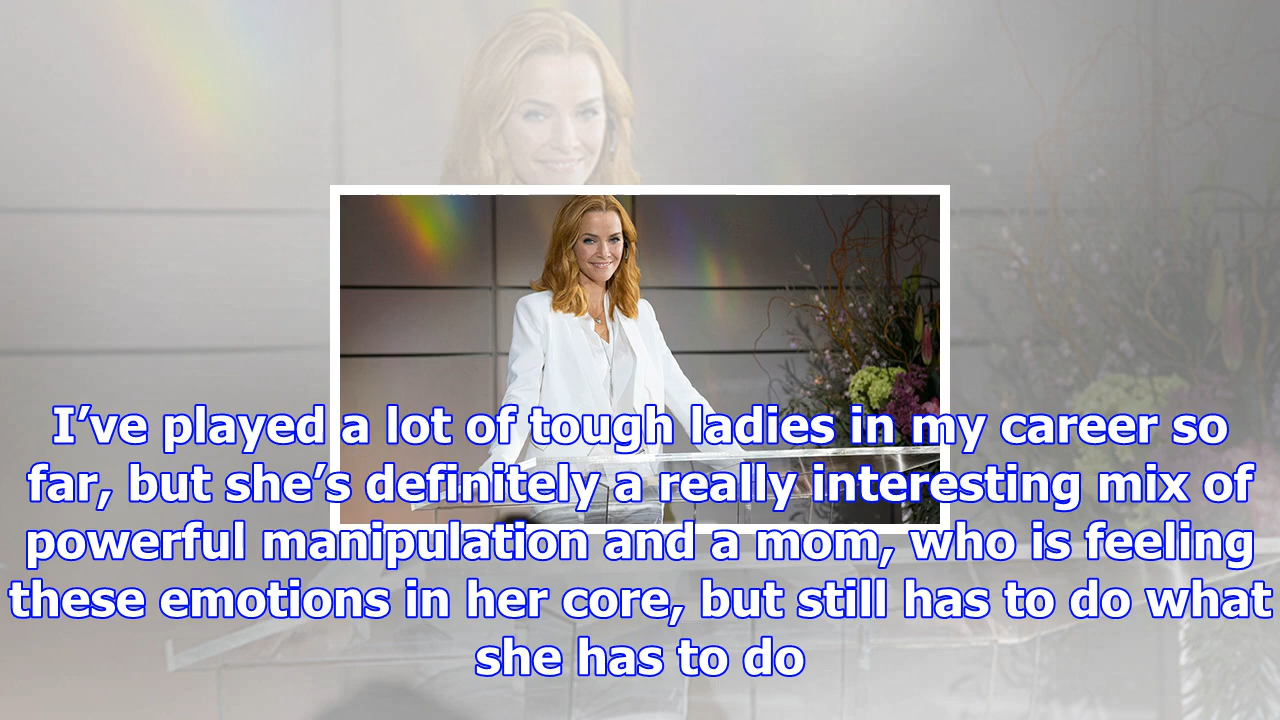 I’ve played a lot of tough ladies in my career so
far, but she’s definitely a really interesting mix of
powerful manipulation and a mom, who is feeling
these emotions in her core, but still has to do what
she has to do